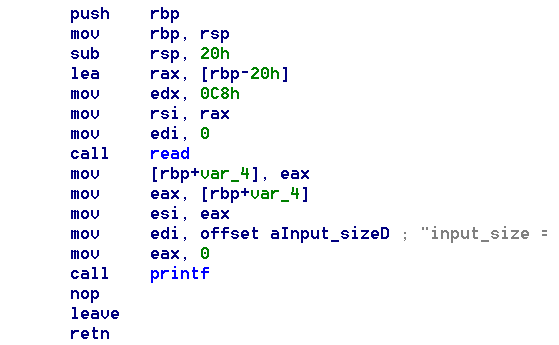 push rbp
mov rbp, rsp
sub rsp, 20h
lea rax, [rbp-20h]
mov edx, 0C8h
mov rsi, rax
mov edi, 0
call read
mov [rbp+var_4], eax
mov eax, [rbp+var_4]
mov esi, eax
mov edi, offset aInput_sizeD ; "input_size =
mov eax, 0
call printf
nop
leave
retn